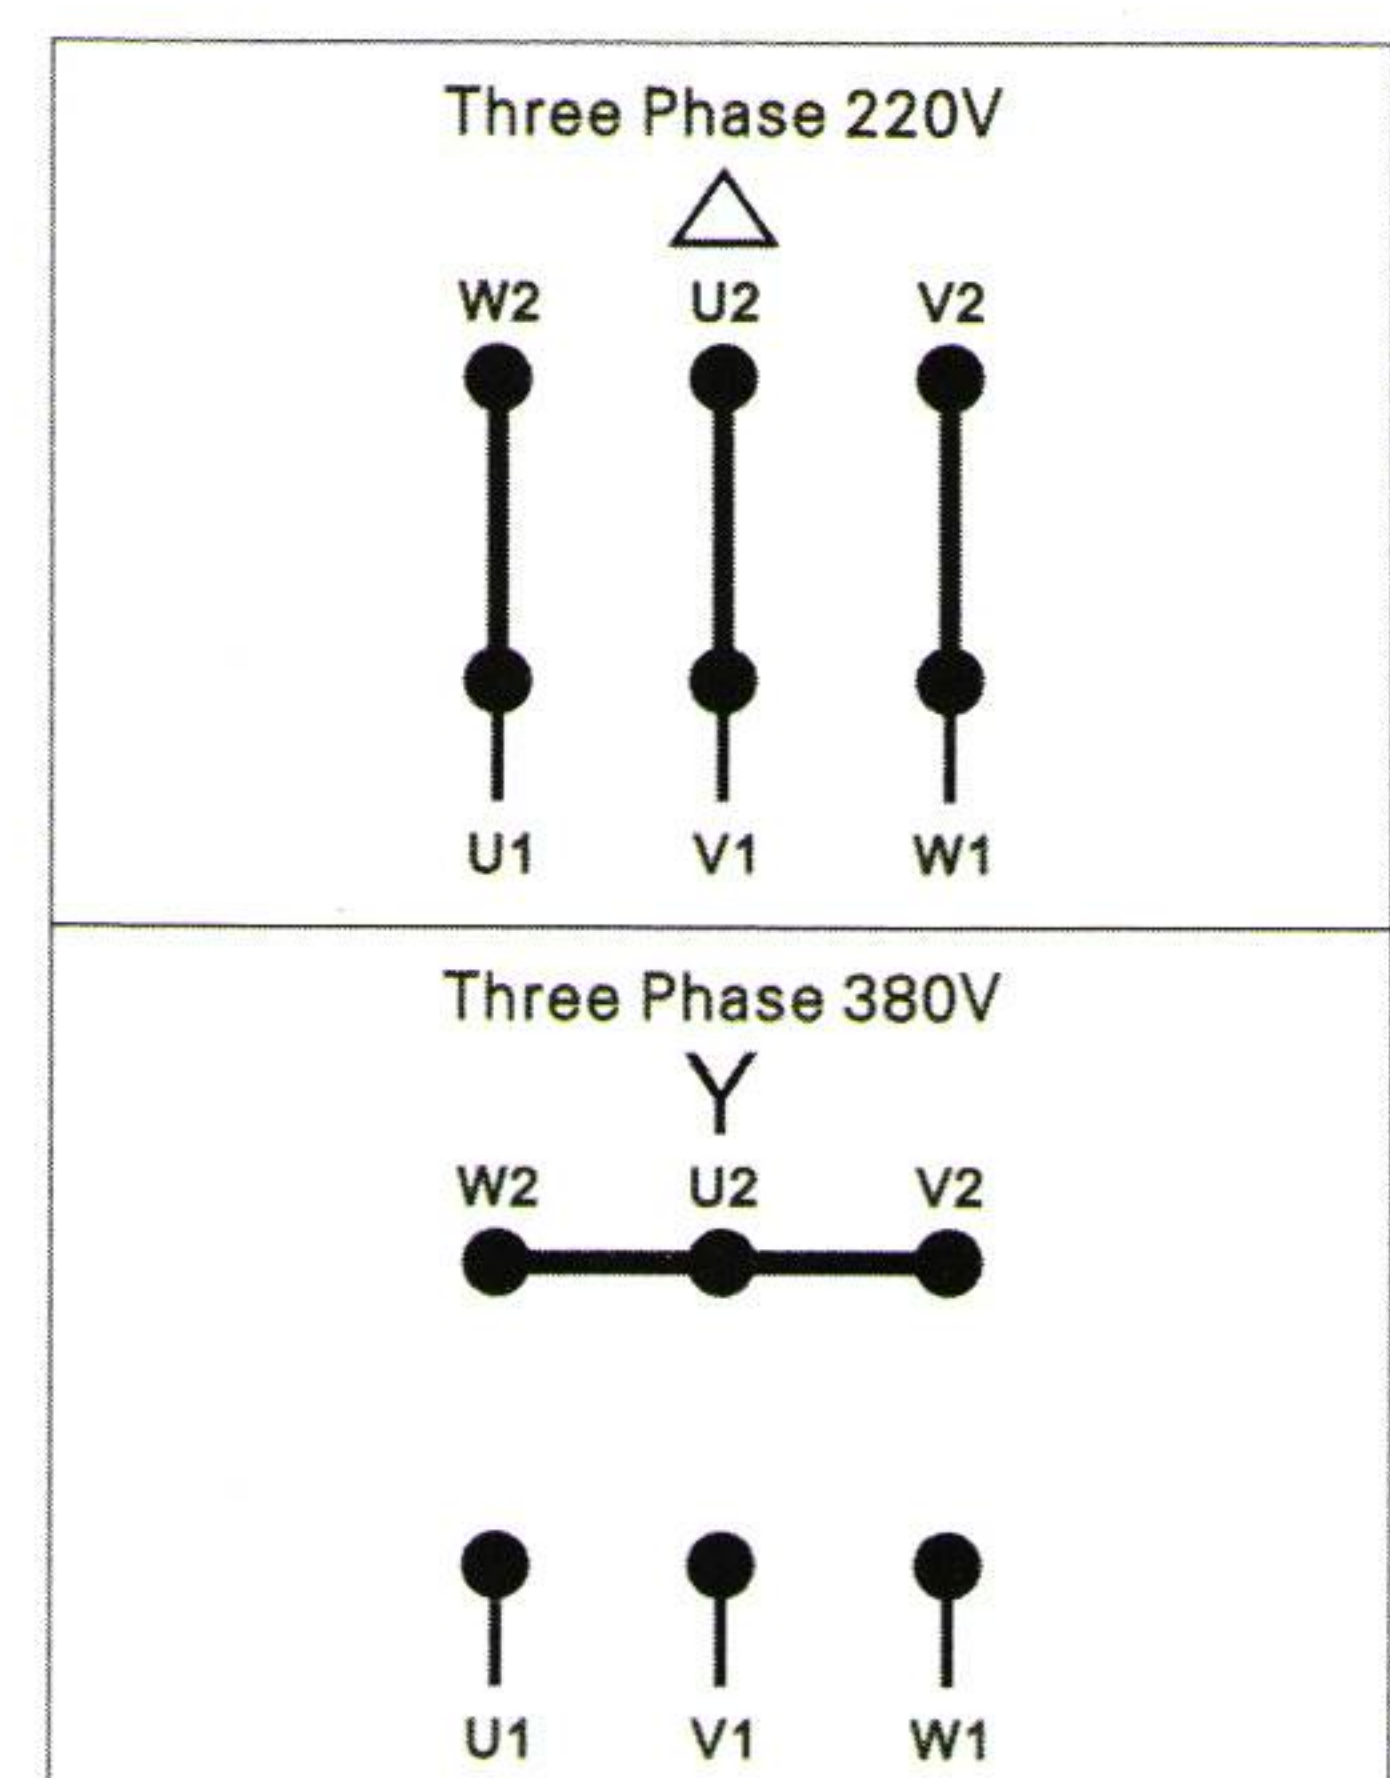 Three Phase 220V
W2 U2 V2
U1 V1 W1
Three Phase 380V
Y
W2 U2 V2
U1 V1 W1